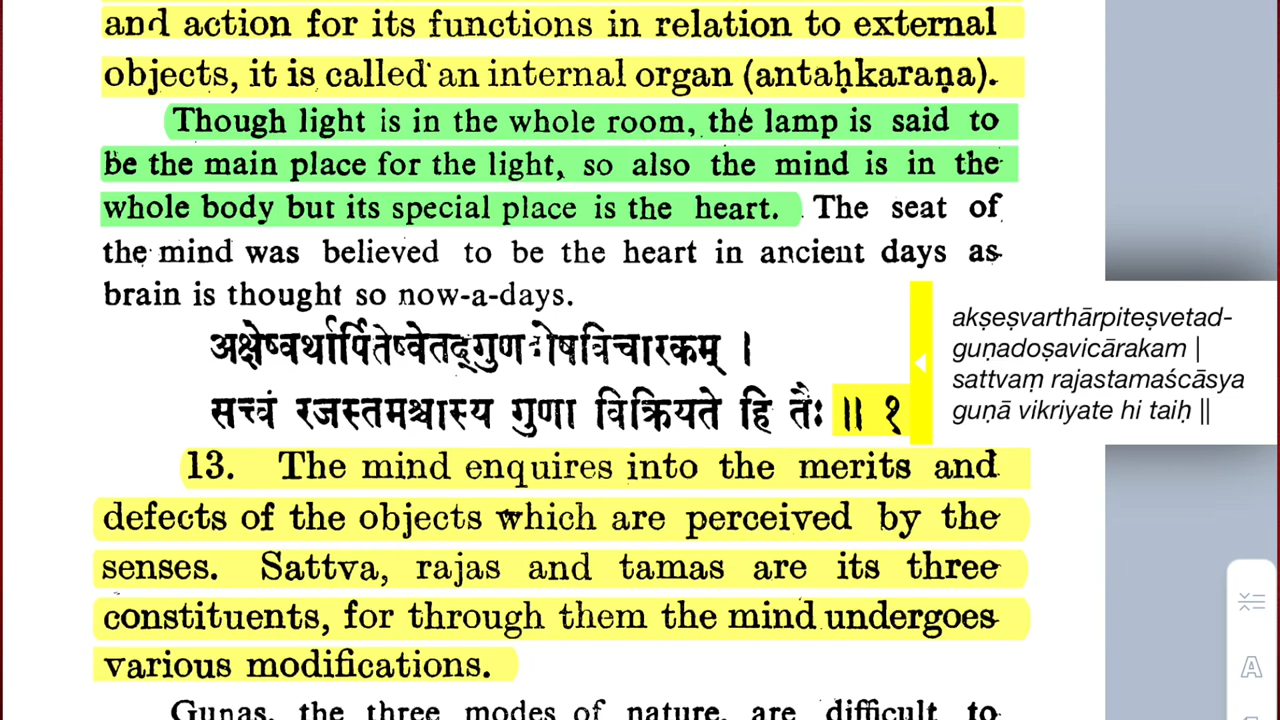 and action for its functions in relation to external
objects, it is called an internal organ (antaḥkaraṇa).
Though light is in the whole room, the lamp is said to
be the main place for the light, so also the mind is in the
whole body but its special place is the heart. The seat of
the mind was believed to be the heart in ancient days as
brain is thought so now-a-days.
अक्षेष्वर्थार्पितेष्वेतद्गुणदोषविचारकम् ।
सत्त्वं रजस्तमश्चास्य गुणा विक्रियते हि तैः ॥ १
akṣeṣvarthārpiteṣvetad-
guṇadoṣavicārakam |
sattvaṃ rajastamaścāsya
guṇā vikriyate hi taiḥ ||
13. The mind enquires into the merits and
defects of the objects which are perceived by the
senses. Sattva, rajas and tamas are its three
constituents, for through them the mind undergoes
various modifications.
Gunas, the three modes of nature, are difficult to
A